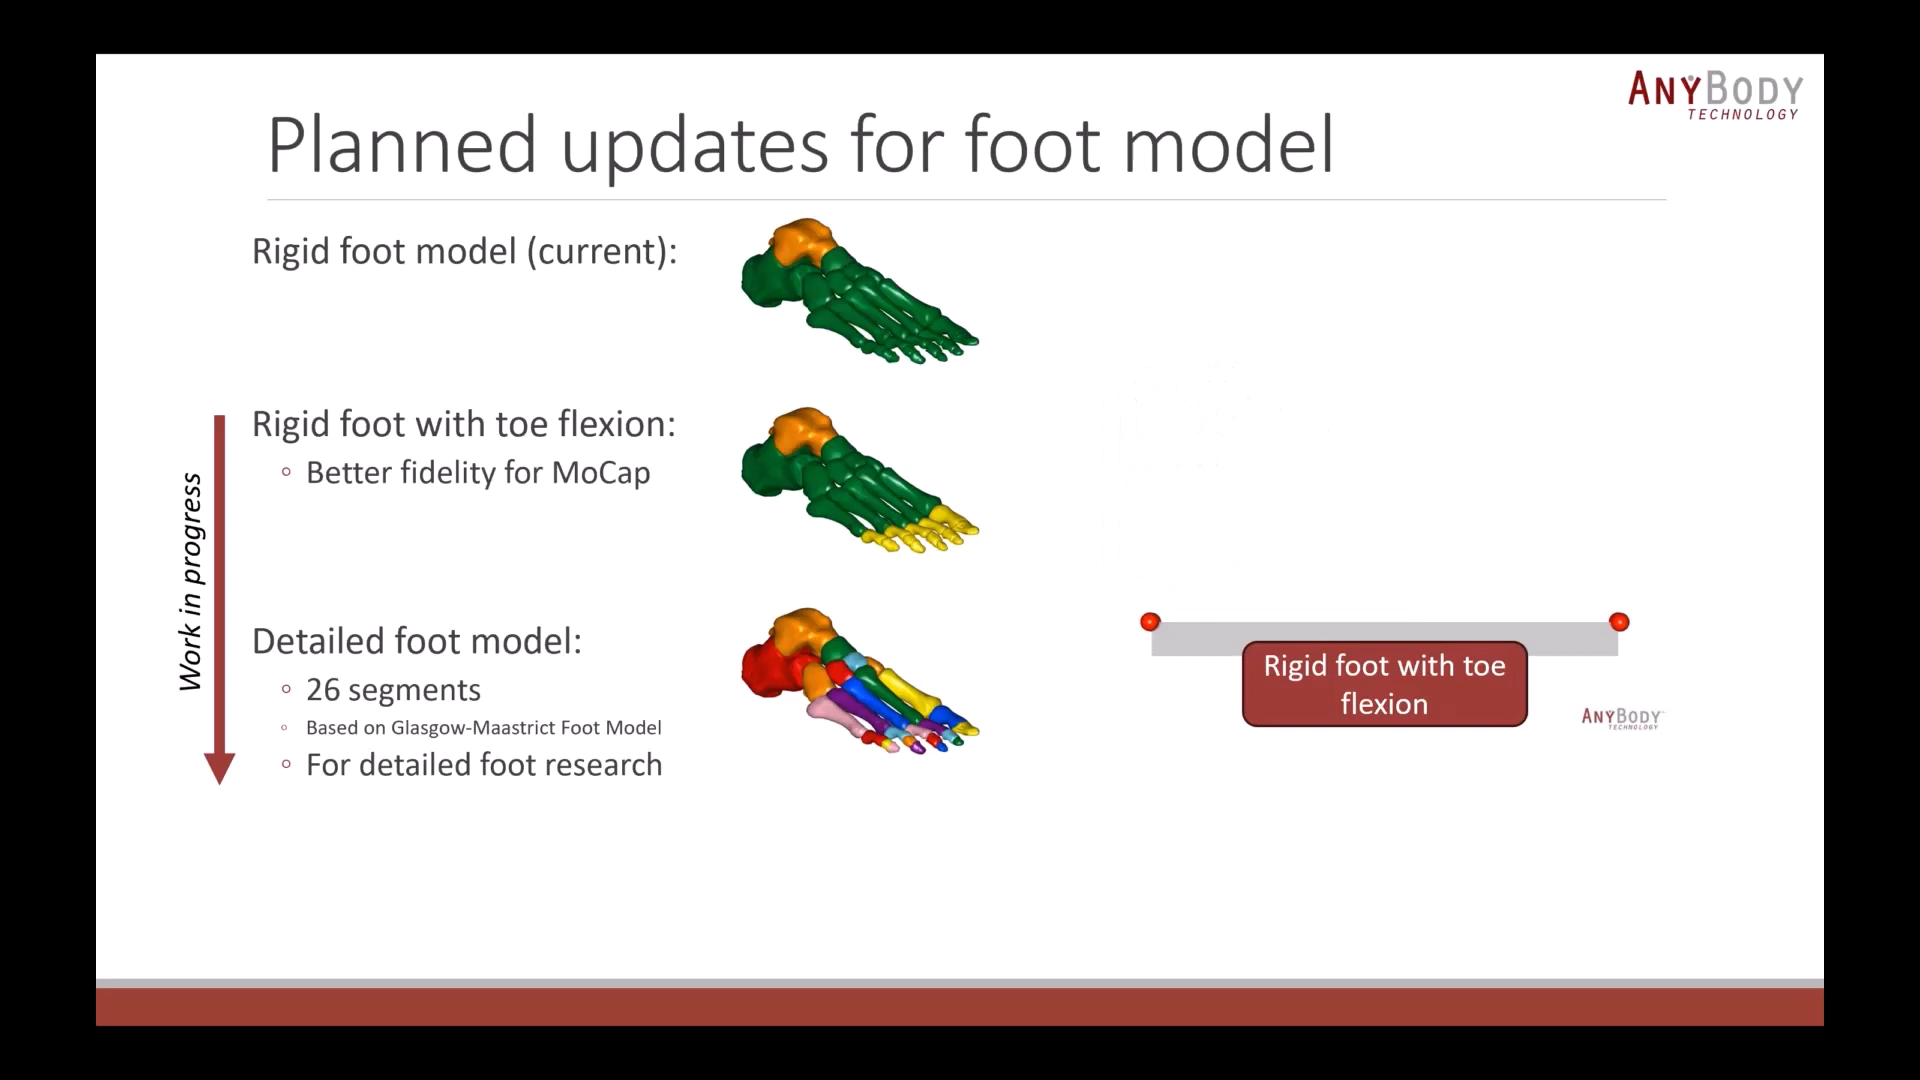 ANYBODY
TECHNOLOGY
Planned updates for foot model
Rigid foot model (current):
Rigid foot with toe flexion:
◦ Better fidelity for MoCap
Work in progress
Detailed foot model:
◦ 26 segments
◦ Based on Glasgow-Maastrict Foot Model
◦ For detailed foot research
Rigid foot with toe
flexion
ANYBODY
TECHNOLOGY